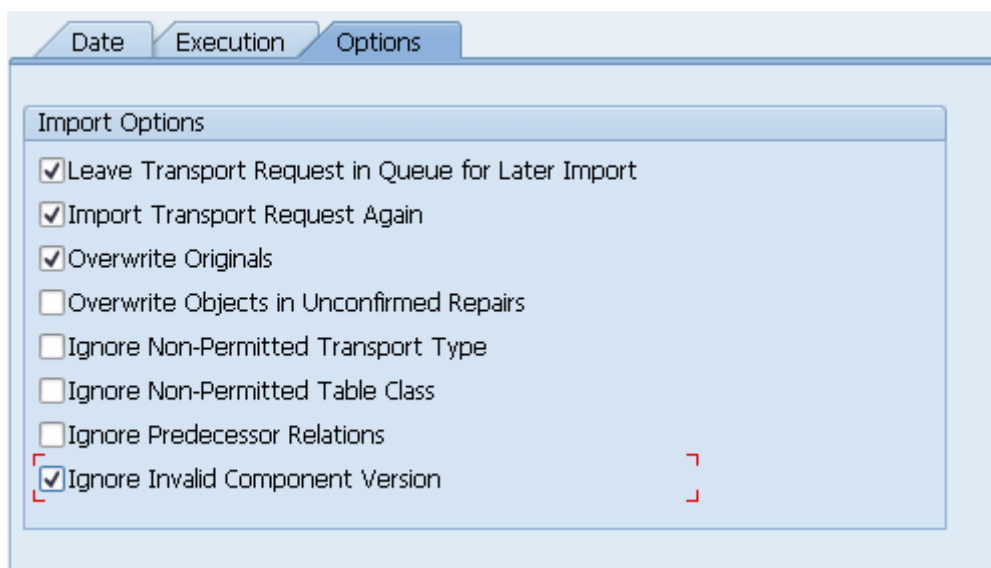 Date Execution Options
Import Options
Leave Transport Request in Queue for Later Import
Import Transport Request Again
Overwrite Originals
Overwrite Objects in Unconfirmed Repairs
Ignore Non-Permitted Transport Type
Ignore Non-Permitted Table Class
Ignore Predecessor Relations
Ignore Invalid Component Version